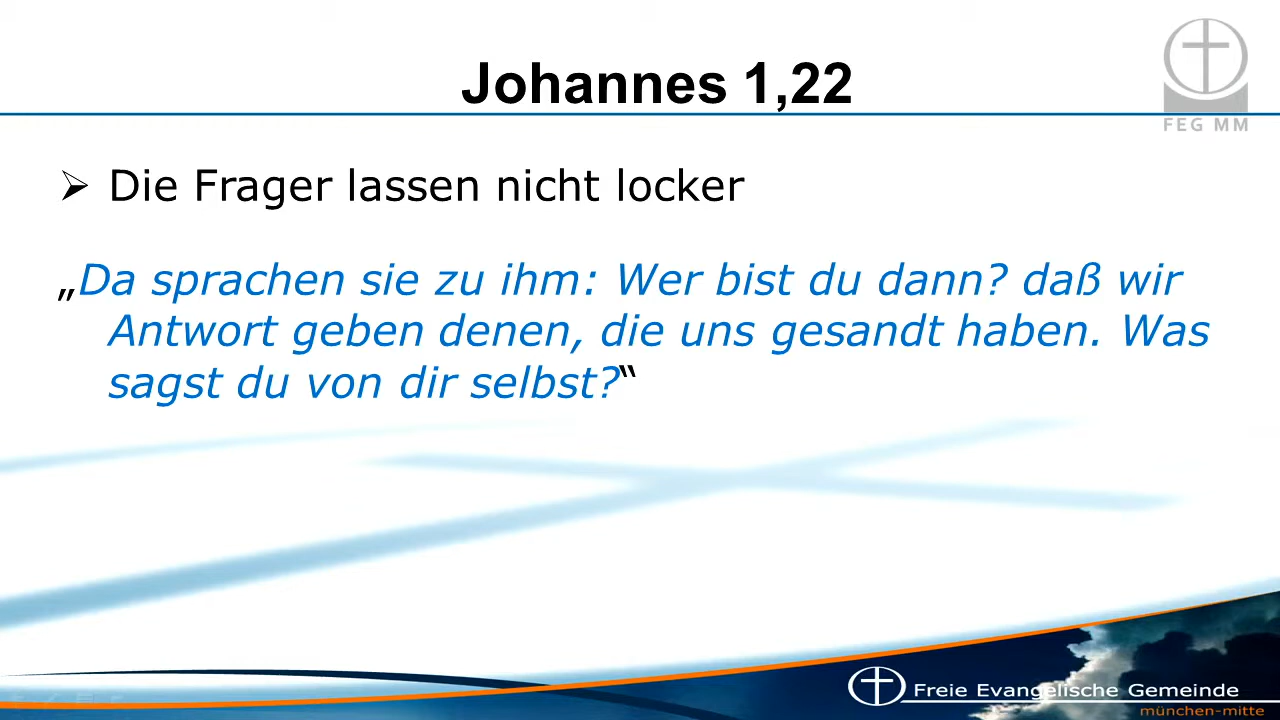 Johannes 1,22
FEG MM
➢ Die Frager lassen nicht locker
„Da sprachen sie zu ihm: Wer bist du dann? daß wir
Antwort geben denen, die uns gesandt haben. Was
sagst du von dir selbst?“
Freie Evangelische Gemeinde
münchen-mitte